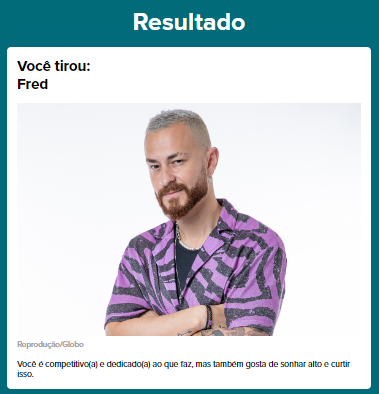 Resultado
Você tirou:
Fred
Reprodução/Globo
Você é competitivo(a) e dedicado(a) ao que faz, mas também gosta de sonhar alto e curtir
isso.